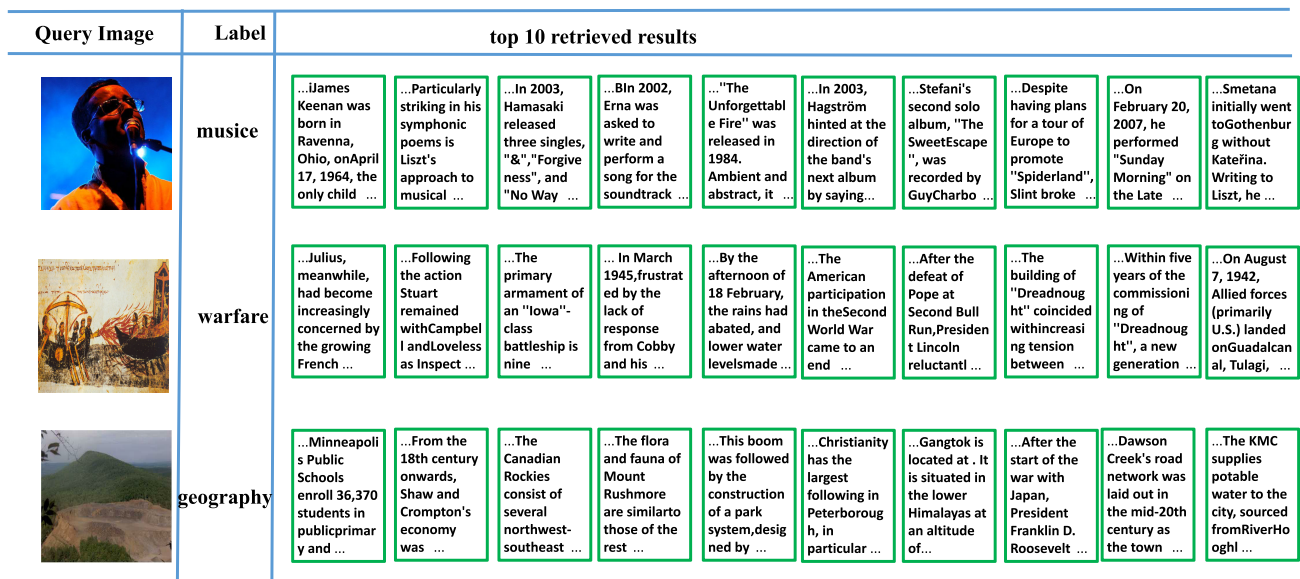 Query Image
Label
top 10 retrieved results
musice
...iJames
Keenan was
born in
Ravenna,
Ohio, onApril
17, 1964, the
only child ...
...Particularly
striking in his
symphonic
poems is
Liszt's
approach to
musical ...
...In 2003,
Hamasaki
released
three singles,
"&","Forgive
ness", and
"No Way ...
...BIn 2002,
Erna was
asked to
write and
perform a
song for the
soundtrack ...
...''The
Unforgettabl
e Fire'' was
released in
1984.
Ambient and
abstract, it ...
...In 2003,
Hagström
hinted at the
direction of
the band's
next album
by saying...
...Stefani's
second solo
album, ''The
SweetEscape
'', was
recorded by
GuyCharbo ...
...Despite
having plans
for a tour of
Europe to
promote
''Spiderland'',
Slint broke ...
...On
February 20,
2007, he
performed
"Sunday
Morning" on
the Late ...
...Smetana
initially went
toGothenbur
g without
Kateřina.
Writing to
Liszt, he ...
warfare
...Julius,
meanwhile,
had become
increasingly
concerned by
the growing
French ...
...Following
the action
Stuart
remained
withCampbel
l andLoveless
as Inspect ...
...The
primary
armament of
an ''Iowa''-
class
battleship is
nine ...
... In March
1945,frustrat
ed by the
lack of
response
from Cobby
and his ...
...By the
afternoon of
18 February,
the rains had
abated, and
lower water
levelsmade ...
...The
American
participation
in theSecond
World War
came to an
end ...
...After the
defeat of
Pope at
Second Bull
Run,Presiden
t Lincoln
reluctantl ...
...The
building of
''Dreadnoug
ht'' coincided
withincreasi
ng tension
between ...
...Within five
years of the
commissioni
ng of
''Dreadnoug
ht'', a new
generation ...
...On August
7, 1942,
Allied forces
(primarily
U.S.) landed
onGuadalcan
al, Tulagi, ...
geography
...Minneapoli
s Public
Schools
enroll 36,370
students in
publicprimar
y and ...
...From the
18th century
onwards,
Shaw and
Crompton's
economy
was ...
...The
Canadian
Rockies
consist of
several
northwest-
southeast ...
...The flora
and fauna of
Mount
Rushmore
are similarto
those of the
rest ...
...This boom
was followed
by the
construction
of a park
system,desig
ned by ...
...Christianity
has the
largest
following in
Peterboroug
h, in
particular ...
...Gangtok is
located at . It
is situated in
the lower
Himalayas at
an altitude
of...
...After the
start of the
war with
Japan,
President
Franklin D.
Roosevelt ...
...Dawson
Creek's road
network was
laid out in
the mid-20th
century as
the town ...
...The KMC
supplies
potable
water to the
city, sourced
fromRiverHo
oghl ...